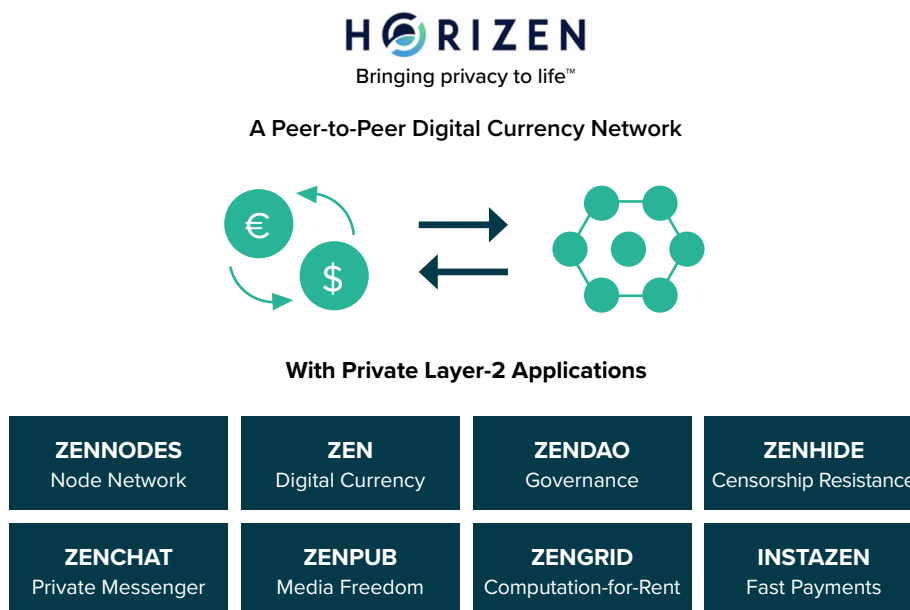 HORIZEN
Bringing privacy to life™
A Peer-to-Peer Digital Currency Network
€
$
With Private Layer-2 Applications
ZENNODES
Node Network
ZEN
Digital Currency
ZENDAO
Governance
ZENHIDE
Censorship Resistance
ZENCHAT
Private Messenger
ZENPUB
Media Freedom
ZENGRID
Computation-for-Rent
INSTAZEN
Fast Payments